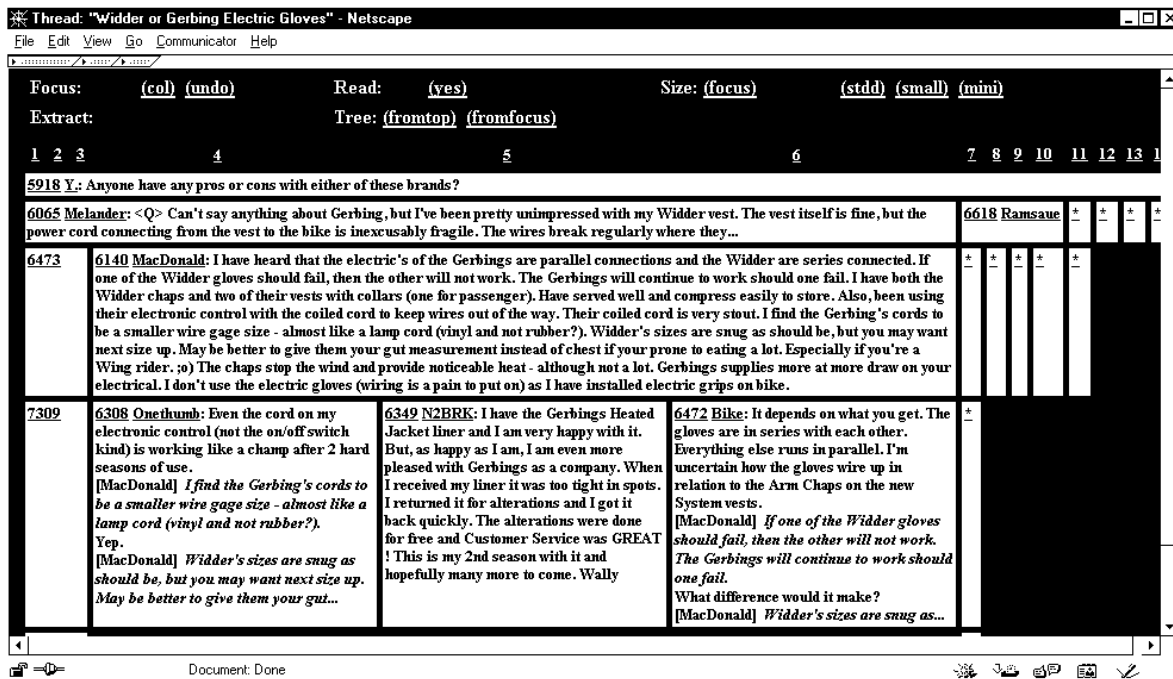 Thread: "Widder or Gerbing Electric Gloves" - Netscape
File Edit View Go Communicator Help
Focus: (col) (undo) Read: (yes) Size: (focus) (stdd) (small) (mini)
Extract: Tree: (fromtop) (fromfocus)
1 2 3 4 5 6 7 8 9 10 11 12 13 1
5918 Y.: Anyone have any pros or cons with either of these brands?
6065 Melander: <Q> Can't say anything about Gerbing, but I've been pretty unimpressed with my Widder vest. The vest itself is fine, but the
power cord connecting from the vest to the bike is inexcusably fragile. The wires break regularly where they...
6618 Ramsaue * * * *
6473
6140 MacDonald: I have heard that the electric's of the Gerbings are parallel connections and the Widder are series connected. If
one of the Widder gloves should fail, then the other will not work. The Gerbings will continue to work should one fail. I have both the
Widder chaps and two of their vests with collars (one for passenger). Have served well and compress easily to store. Also, been using
their electronic control with the coiled cord to keep wires out of the way. Their coiled cord is very stout. I find the Gerbing's cords to
be a smaller wire gage size - almost like a lamp cord (vinyl and not rubber?). Widder's sizes are snug as should be, but you may want
next size up. May be better to give them your gut measurement instead of chest if your prone to eating a lot. Especially if you're a
Wing rider. ;o) The chaps stop the wind and provide noticeable heat - although not a lot. Gerbings supplies more at more draw on your
electrical. I don't use the electric gloves (wiring is a pain to put on) as I have installed electric grips on bike.
* * * * *
7309
6308 Onethumb: Even the cord on my
electronic control (not the on/off switch
kind) is working like a champ after 2 hard
seasons of use.
[MacDonald] I find the Gerbing's cords to
be a smaller wire gage size - almost like a
lamp cord (vinyl and not rubber?).
Yep.
[MacDonald] Widder's sizes are snug as
should be, but you may want next size up.
May be better to give them your gut...
6349 N2BRK: I have the Gerbings Heated
Jacket liner and I am very happy with it.
But, as happy as I am, I am even more
pleased with Gerbings as a company. When
I received my liner it was too tight in spots.
I returned it for alterations and I got it
back quickly. The alterations were done
for free and Customer Service was GREAT
! This is my 2nd season with it and
hopefully many more to come. Wally
6472 Bike: It depends on what you get. The
gloves are in series with each other.
Everything else runs in parallel. I'm
uncertain how the gloves wire up in
relation to the Arm Chaps on the new
System vests.
[MacDonald] If one of the Widder gloves
should fail, then the other will not work.
The Gerbings will continue to work should
one fail.
What difference would it make?
[MacDonald] Widder's sizes are snug as...
*
Document: Done